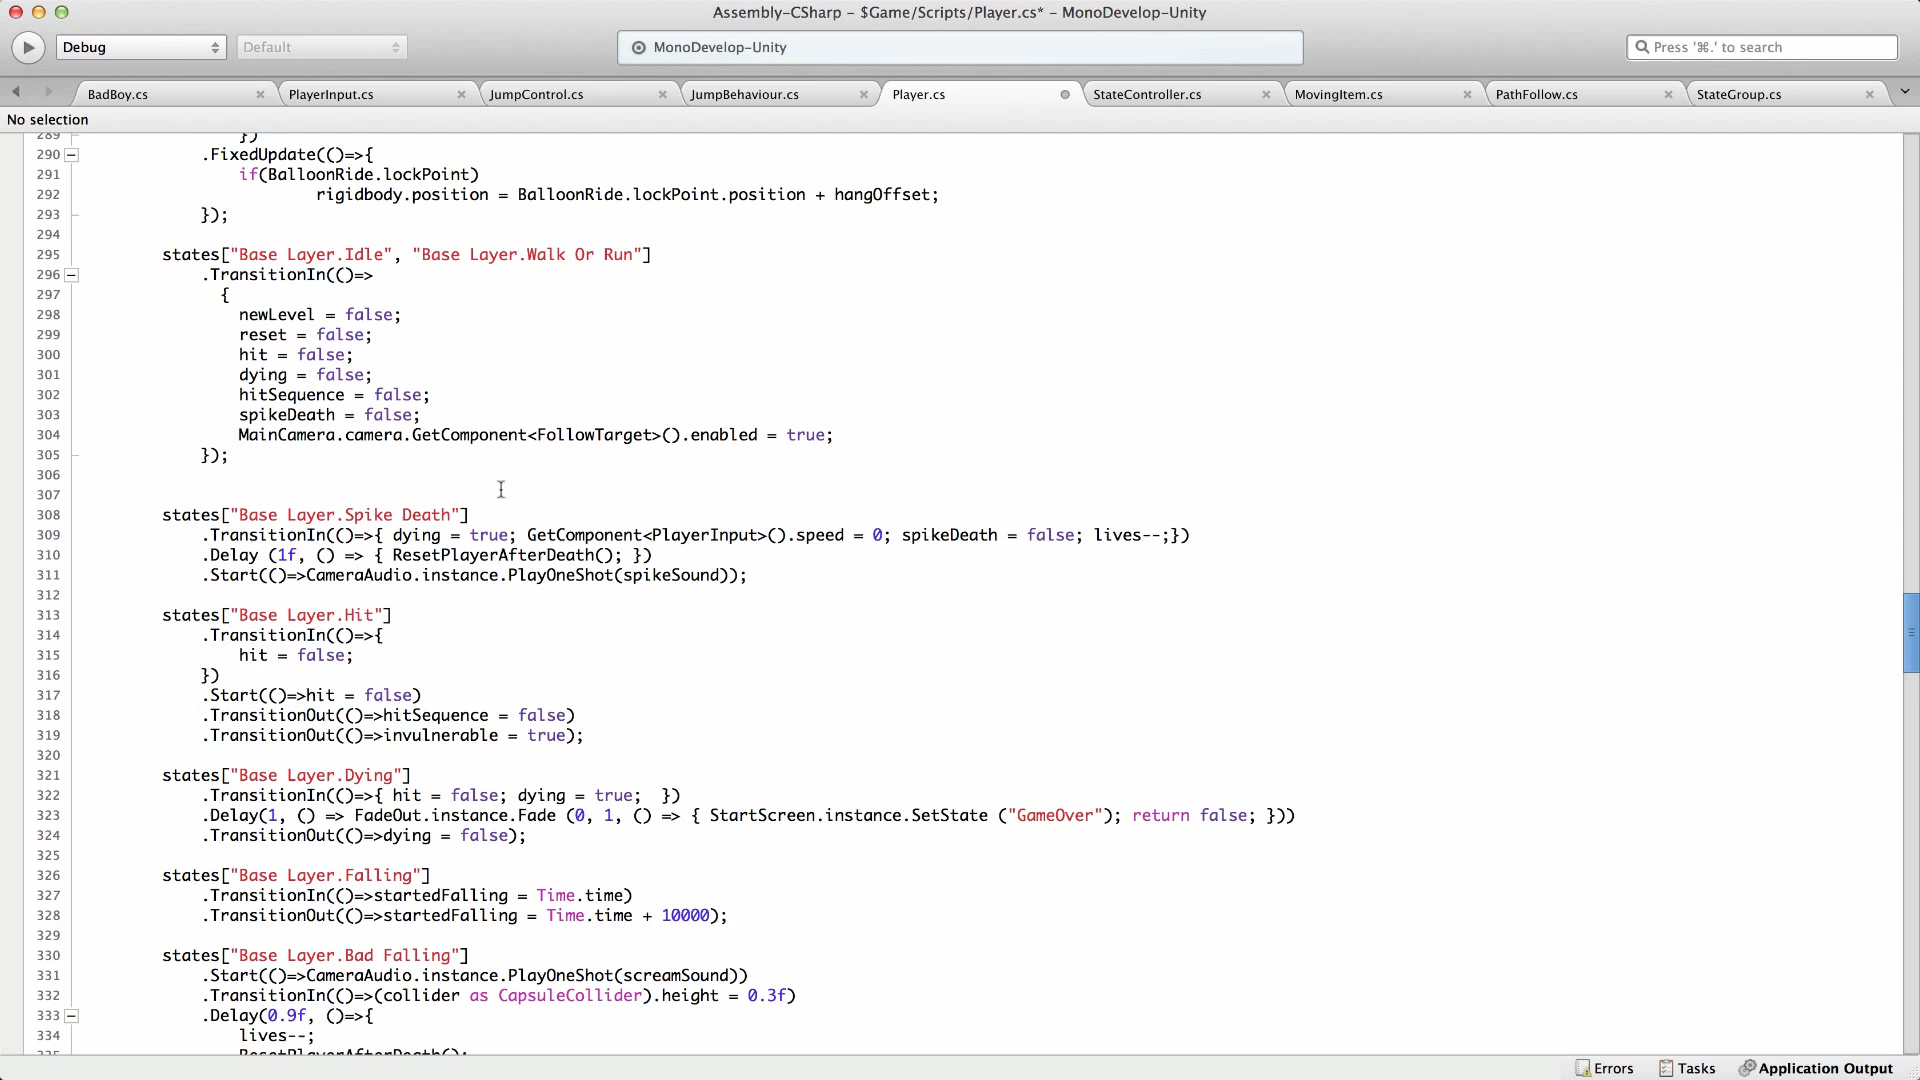 Assembly-CSharp – $Game/Scripts/Player.cs* – MonoDevelop-Unity
Debug
Default
MonoDevelop-Unity
Press '⌘.' to search
BadBoy.cs
PlayerInput.cs
JumpControl.cs
JumpBehaviour.cs
Player.cs
StateController.cs
MovingItem.cs
PathFollow.cs
StateGroup.cs
No selection
289 })
290 .FixedUpdate(()=>{
291 if(BalloonRide.lockPoint)
292 rigidbody.position = BalloonRide.lockPoint.position + hangOffset;
293 });
294
295 states["Base Layer.Idle", "Base Layer.Walk Or Run"]
296 .TransitionIn(()=>
297 {
298 newLevel = false;
299 reset = false;
300 hit = false;
301 dying = false;
302 hitSequence = false;
303 spikeDeath = false;
304 MainCamera.camera.GetComponent<FollowTarget>().enabled = true;
305 });
306
307
308 states["Base Layer.Spike Death"]
309 .TransitionIn(()=>{ dying = true; GetComponent<PlayerInput>().speed = 0; spikeDeath = false; lives--;})
310 .Delay (1f, () => { ResetPlayerAfterDeath(); })
311 .Start(()=>CameraAudio.instance.PlayOneShot(spikeSound));
312
313 states["Base Layer.Hit"]
314 .TransitionIn(()=>{
315 hit = false;
316 })
317 .Start(()=>hit = false)
318 .TransitionOut(()=>hitSequence = false)
319 .TransitionOut(()=>invulnerable = true);
320
321 states["Base Layer.Dying"]
322 .TransitionIn(()=>{ hit = false; dying = true;  })
323 .Delay(1, () => FadeOut.instance.Fade (0, 1, () => { StartScreen.instance.SetState ("GameOver"); return false; }))
324 .TransitionOut(()=>dying = false);
325
326 states["Base Layer.Falling"]
327 .TransitionIn(()=>startedFalling = Time.time)
328 .TransitionOut(()=>startedFalling = Time.time + 10000);
329
330 states["Base Layer.Bad Falling"]
331 .Start(()=>CameraAudio.instance.PlayOneShot(screamSound))
332 .TransitionIn(()=>(collider as CapsuleCollider).height = 0.3f)
333 .Delay(0.9f, ()=>{
334 lives--;
335 ResetPlayerAfterDeath();
Errors
Tasks
Application Output